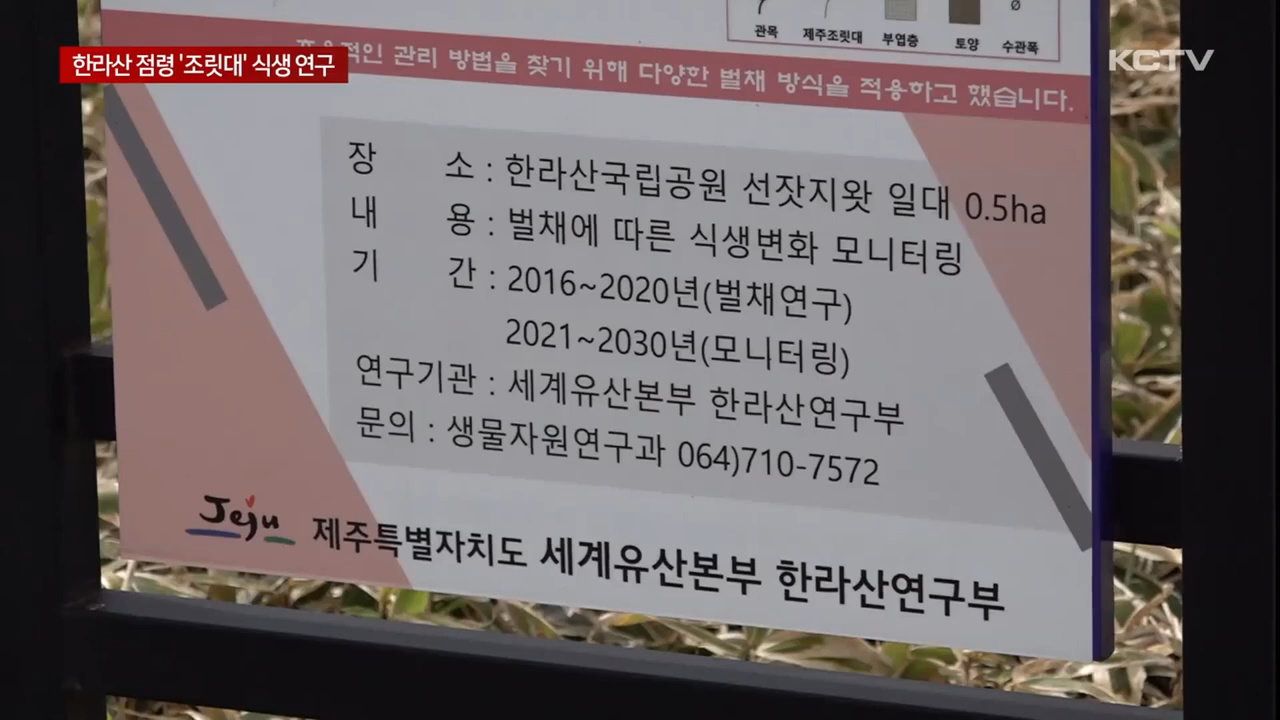 한라산 점령 '조릿대' 식생 연구
KCTV
관목 제주조릿대 부엽층 토양 수관폭
Ø
관리 방법을 찾기 위해 다양한 벌채 방식을 적용하고 했습니다.
장 소 : 한라산국립공원 선잣지왓 일대 0.5ha
내 용 : 벌채에 따른 식생변화 모니터링
기 간 : 2016~2020년(벌채연구)
2021~2030년(모니터링)
연구기관 : 세계유산본부 한라산연구부
문의 : 생물자원연구과 064)710-7572
Jeju 제주특별자치도 세계유산본부 한라산연구부